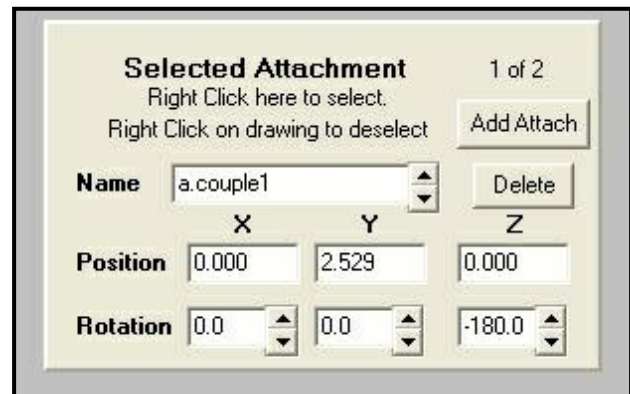 Selected Attachment 1 of 2
Right Click here to select.
Right Click on drawing to deselect Add Attach
Name a.couple1 Delete
X Y Z
Position 0.000 2.529 0.000
Rotation 0.0 0.0 -180.0